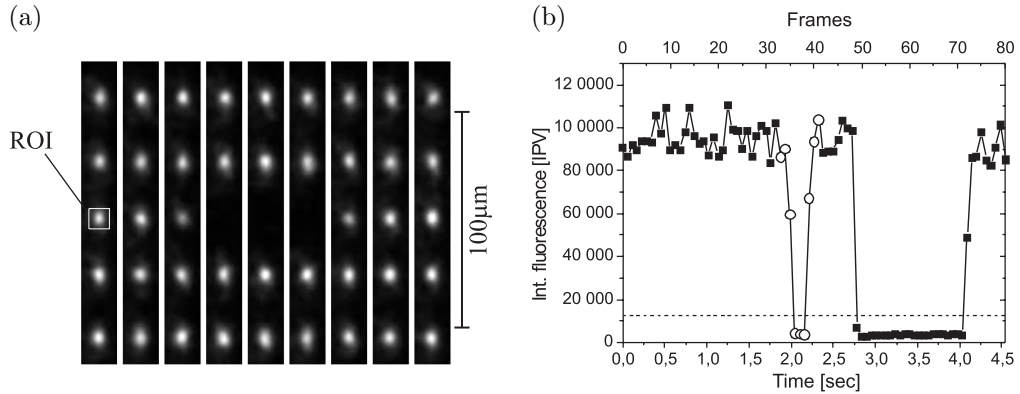 (a)
ROI
100μm
(b)
Frames
0 10 20 30 40 50 60 70 80
12 0000
10 0000
80 000
60 000
40 000
20 000
0
Int. fluorescence [IPV]
0,0 0,5 1,0 1,5 2,0 2,5 3,0 3,5 4,0 4,5
Time [sec]